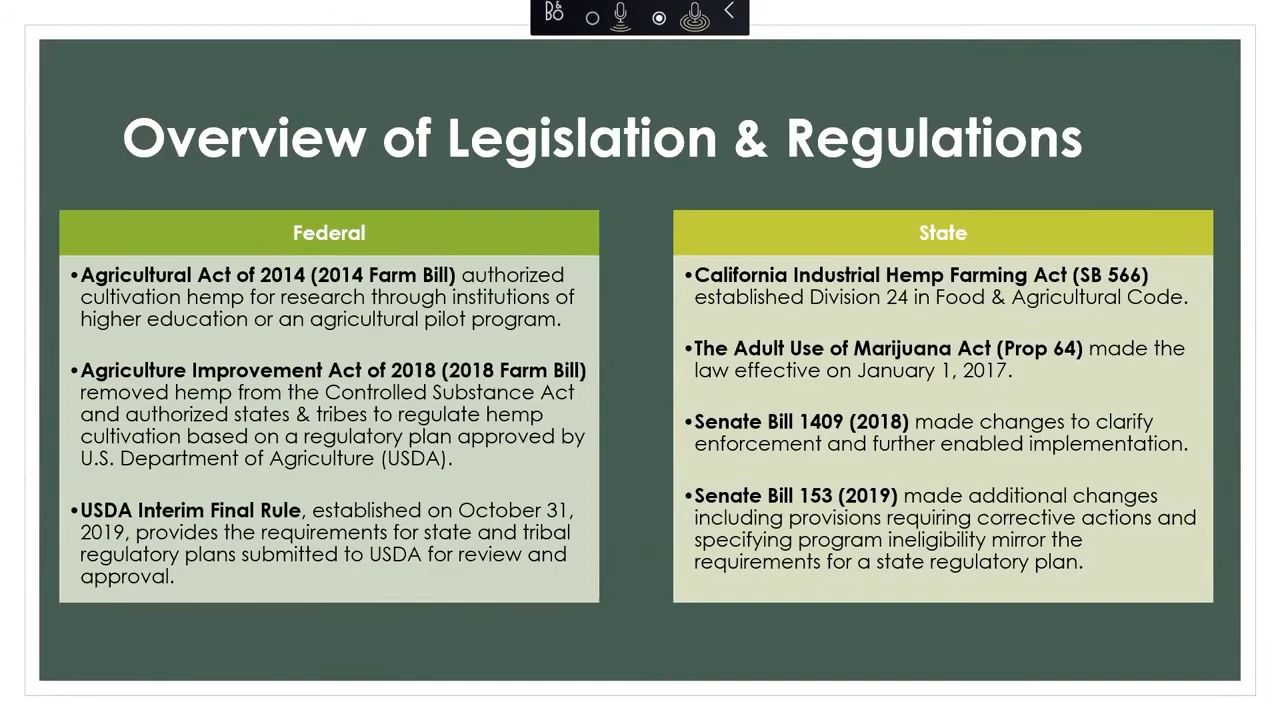 B&O
Overview of Legislation & Regulations
Federal
•Agricultural Act of 2014 (2014 Farm Bill) authorized
cultivation hemp for research through institutions of
higher education or an agricultural pilot program.
•Agriculture Improvement Act of 2018 (2018 Farm Bill)
removed hemp from the Controlled Substance Act
and authorized states & tribes to regulate hemp
cultivation based on a regulatory plan approved by
U.S. Department of Agriculture (USDA).
•USDA Interim Final Rule, established on October 31,
2019, provides the requirements for state and tribal
regulatory plans submitted to USDA for review and
approval.
State
•California Industrial Hemp Farming Act (SB 566)
established Division 24 in Food & Agricultural Code.
•The Adult Use of Marijuana Act (Prop 64) made the
law effective on January 1, 2017.
•Senate Bill 1409 (2018) made changes to clarify
enforcement and further enabled implementation.
•Senate Bill 153 (2019) made additional changes
including provisions requiring corrective actions and
specifying program ineligibility mirror the
requirements for a state regulatory plan.